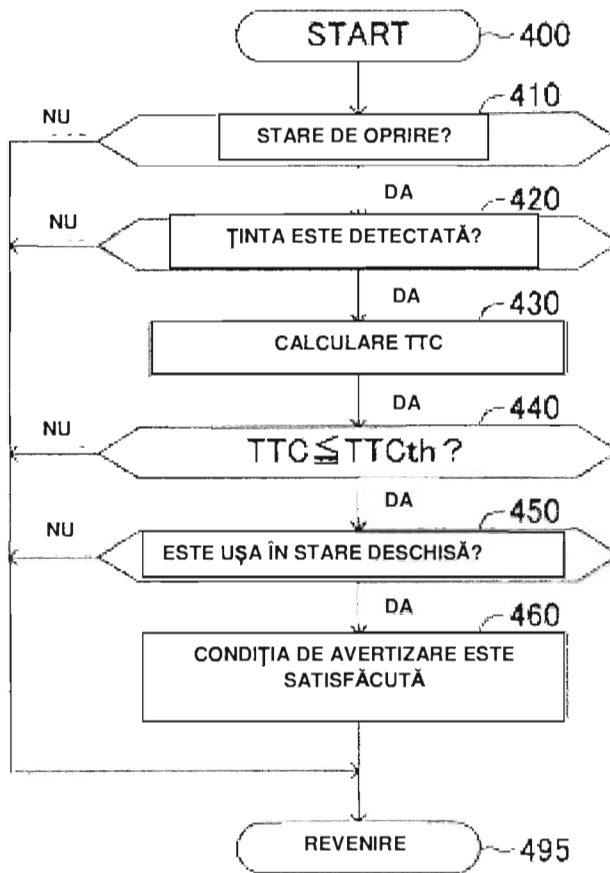 START 400
410
NU
STARE DE OPRIRE?
DA
420
NU
ȚINTA ESTE DETECTATĂ?
DA
430
CALCULARE TTC
DA
440
NU
TTC≦TTCth?
DA
450
NU
ESTE UȘA ÎN STARE DESCHISĂ?
DA
460
CONDIȚIA DE AVERTIZARE ESTE
SATISFĂCUTĂ
REVENIRE 495